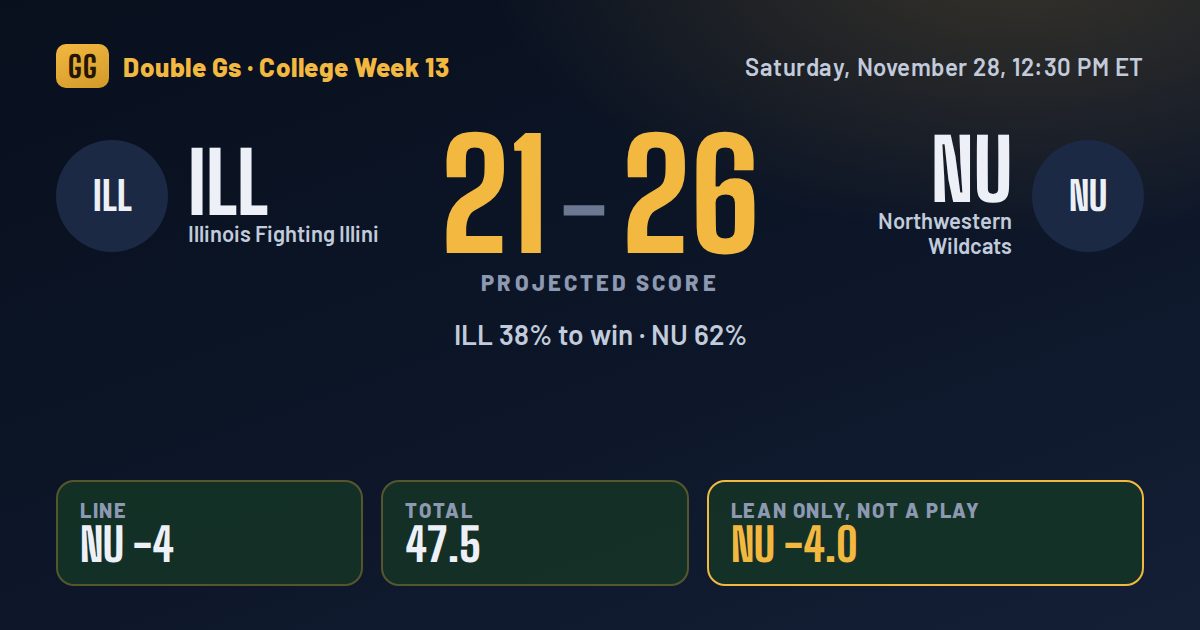 GG
Double Gs · College Week 13
Saturday, November 28, 12:30 PM ET
ILL
ILL
Illinois Fighting Illini
21 – 26
PROJECTED SCORE
ILL 38% to win · NU 62%
NU
Northwestern
Wildcats
NU
LINE
NU −4
TOTAL
47.5
LEAN ONLY, NOT A PLAY
NU −4.0